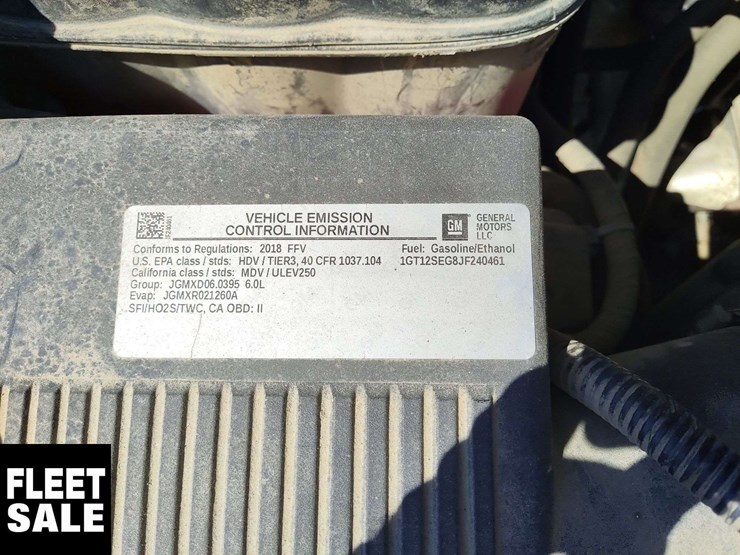 VEHICLE EMISSION
CONTROL INFORMATION
GM
GENERAL
MOTORS
LLC
Conforms to Regulations: 2018 FFV
Fuel: Gasoline/Ethanol
U.S. EPA class / stds: HDV / TIER3, 40 CFR 1037.104
1GT12SEG8JF240461
California class / stds: MDV / ULEV250
Group: JGMXD06.0395 6.0L
Evap: JGMXR021260A
SFI/HO2S/TWC, CA OBD: II
FLEET
SALE